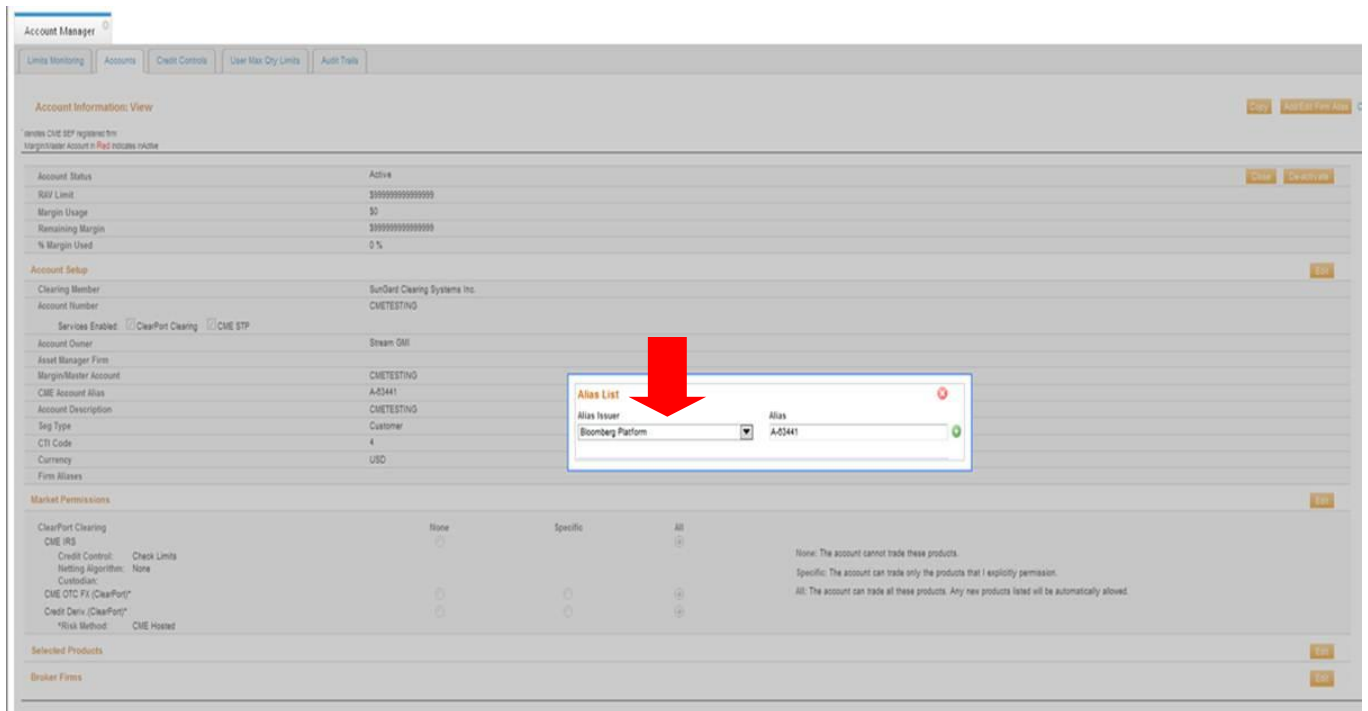 Account Manager
Limits Monitoring Accounts Credit Controls User Max Qty Limits Audit Trails
Account Information: View
Copy Add/Edit Firm Alias
* denotes CME SEF registered firm
Margin/Master Account in Red indicates InActive
Account Status Active Close De-activate
RAV Limit
Margin Usage $0
Remaining Margin
% Margin Used 0 %
Account Setup Edit
Clearing Member SunGard Clearing Systems Inc.
Account Number CMETESTING
Services Enabled: ClearPort Clearing CME STP
Account Owner Stream GMI
Asset Manager Firm
Margin/Master Account CMETESTING
CME Account Alias A-83441
Account Description CMETESTING
Seg Type Customer
CTI Code 4
Currency USD
Firm Aliases
Alias List
Alias Issuer Alias
Bloomberg Platform A-83441
Market Permissions Edit
ClearPort Clearing None Specific All
CME IRS
Credit Control: Check Limits
Netting Algorithm: None
Custodian:
CME OTC FX (ClearPort)*
Credit Deriv.(ClearPort)*
*Risk Method: CME Hosted
None: The account cannot trade these products.
Specific: The account can trade only the products that I explicitly permission.
All: The account can trade all these products. Any new products listed will be automatically allowed.
Selected Products Edit
Broker Firms Edit